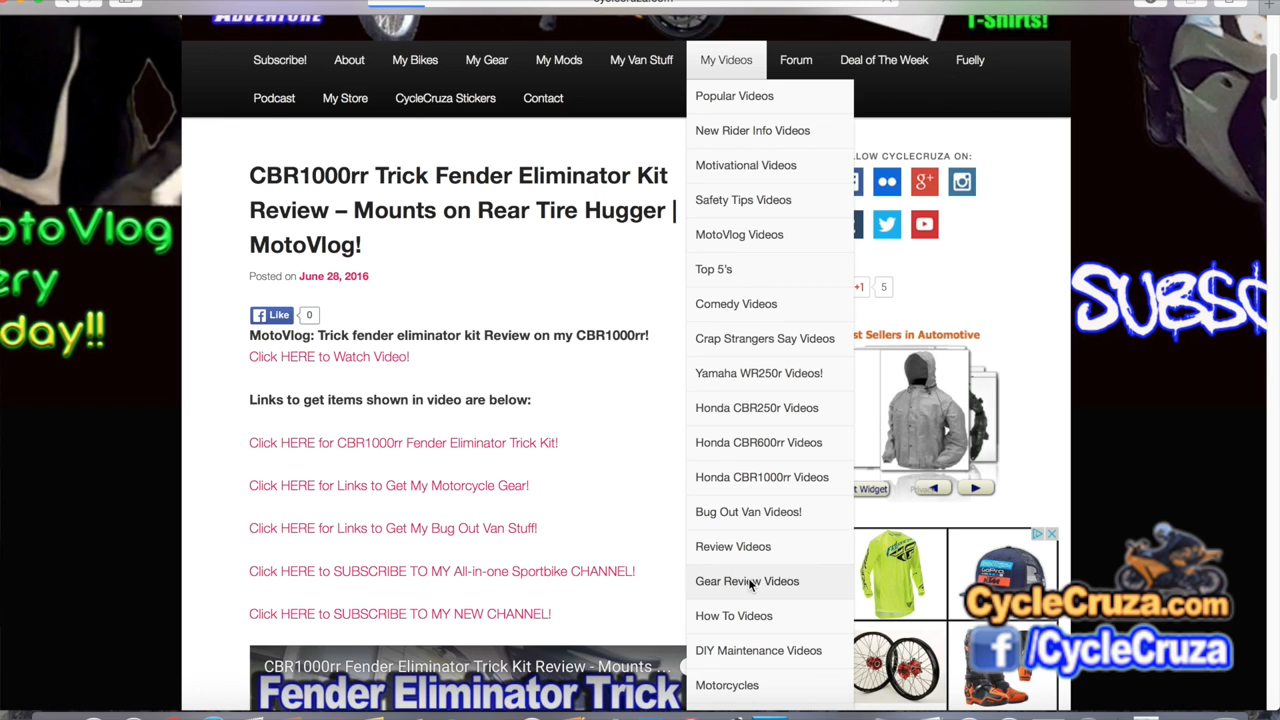 cyclecruza.com
ADVENTURE
T-Shirts!
Subscribe!
About
My Bikes
My Gear
My Mods
My Van Stuff
My Videos
Forum
Deal of The Week
Fuelly
Podcast
My Store
CycleCruza Stickers
Contact
Popular Videos
New Rider Info Videos
Motivational Videos
Safety Tips Videos
MotoVlog Videos
Top 5's
Comedy Videos
Crap Strangers Say Videos
Yamaha WR250r Videos!
Honda CBR250r Videos
Honda CBR600rr Videos
Honda CBR1000rr Videos
Bug Out Van Videos!
Review Videos
Gear Review Videos
How To Videos
DIY Maintenance Videos
Motorcycles
CBR1000rr Trick Fender Eliminator Kit
Review – Mounts on Rear Tire Hugger |
MotoVlog!
Posted on June 28, 2016
Like
0
MotoVlog: Trick fender eliminator kit Review on my CBR1000rr!
Click HERE to Watch Video!
Links to get items shown in video are below:
Click HERE for CBR1000rr Fender Eliminator Trick Kit!
Click HERE for Links to Get My Motorcycle Gear!
Click HERE for Links to Get My Bug Out Van Stuff!
Click HERE to SUBSCRIBE TO MY All-in-one Sportbike CHANNEL!
Click HERE to SUBSCRIBE TO MY NEW CHANNEL!
CBR1000rr Fender Eliminator Trick Kit Review - Mounts ...
Fender Eliminator Trick
LOW CYCLECRUZA ON:
g+
+1
5
st Sellers in Automotive
t Widget
GoPro
KTM
CycleCruza.com
f /CycleCruza
otoVlog
ery
day!!
SUBSC